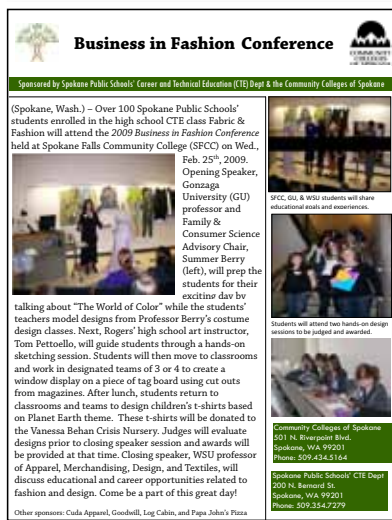 Business in Fashion Conference
COMMUNITY
COLLEGES
Sponsored by Spokane Public Schools' Career and Technical Education (CTE) Dept & the Community Colleges of Spokane
(Spokane, Wash.) – Over 100 Spokane Public Schools'
students enrolled in the high school CTE class Fabric &
Fashion will attend the 2009 Business in Fashion Conference
held at Spokane Falls Community College (SFCC) on Wed.,
Feb. 25th, 2009.
Opening Speaker,
Gonzaga
University (GU)
professor and
Family &
Consumer Science
Advisory Chair,
Summer Berry
(left), will prep the
students for their
exciting day by
talking about "The World of Color" while the students'
teachers model designs from Professor Berry's costume
design classes. Next, Rogers' high school art instructor,
Tom Pettoello, will guide students through a hands-on
sketching session. Students will then move to classrooms
and work in designated teams of 3 or 4 to create a
window display on a piece of tag board using cut outs
from magazines. After lunch, students return to
classrooms and teams to design children's t-shirts based
on Planet Earth theme. These t-shirts will be donated to
the Vanessa Behan Crisis Nursery. Judges will evaluate
designs prior to closing speaker session and awards will
be provided at that time. Closing speaker, WSU professor
of Apparel, Merchandising, Design, and Textiles, will
discuss educational and career opportunities related to
fashion and design. Come be a part of this great day!
Other sponsors: Cuda Apparel, Goodwill, Log Cabin, and Papa John's Pizza
SFCC, GU, & WSU students will share
educational goals and experiences.
Students will attend two hands-on design
sessions to be judged and awarded.
Community Colleges of Spokane
501 N. Riverpoint Blvd.
Spokane, WA 99201
Phone: 509.434.5164
Spokane Public Schools' CTE Dept
200 N. Bernard St.
Spokane, WA 99201
Phone: 509.354.7279